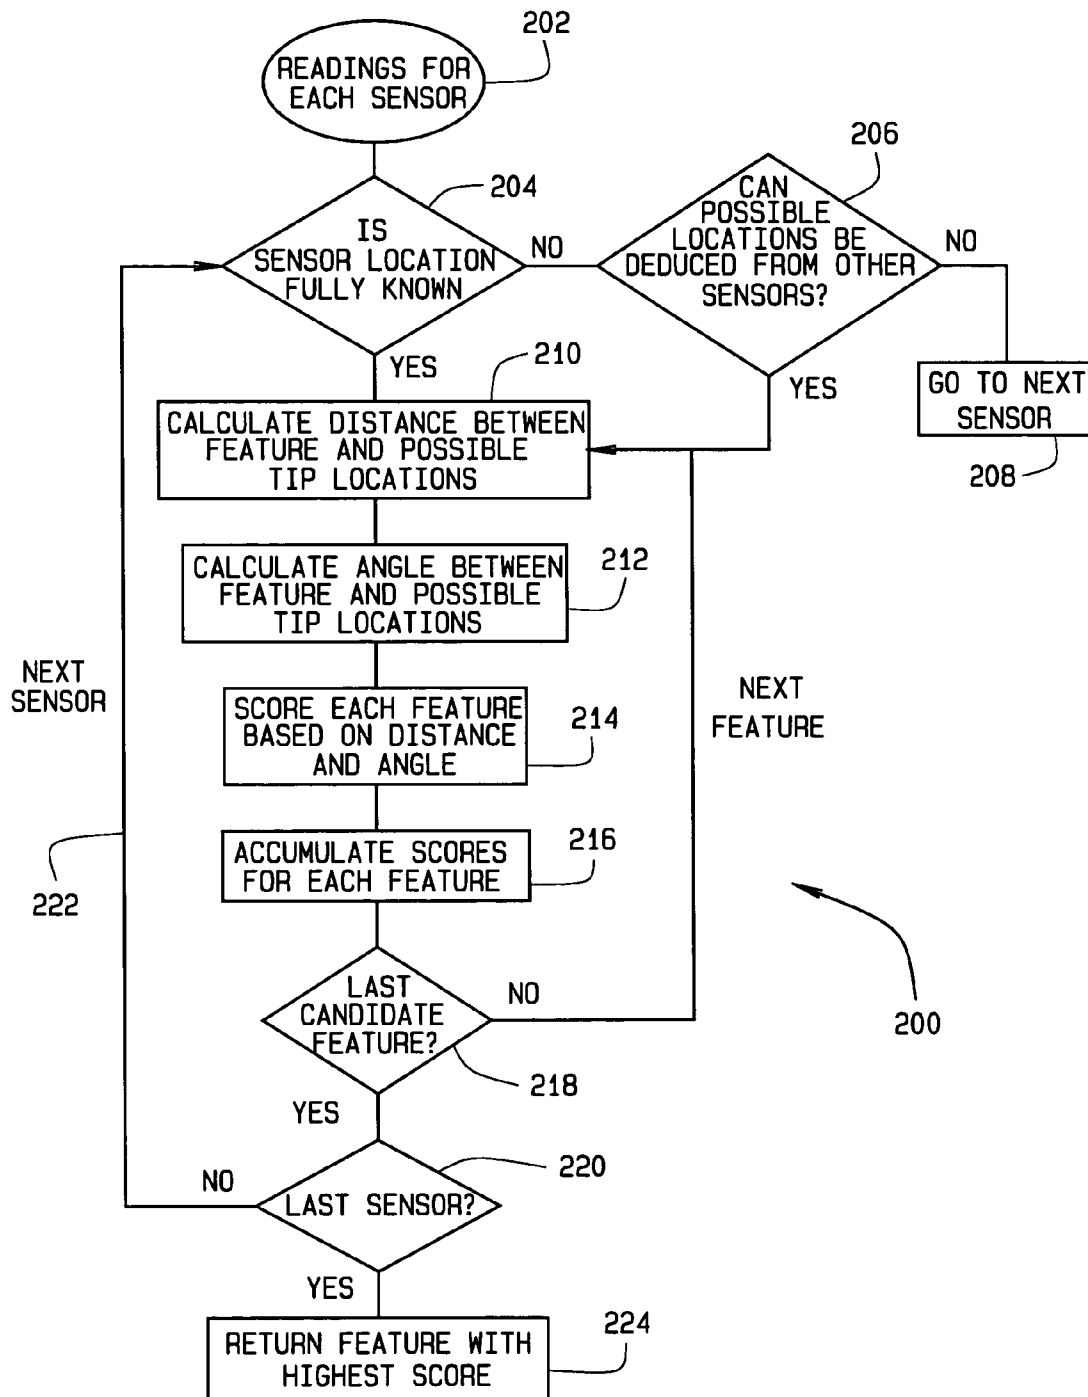 202
READINGS FOR
EACH SENSOR
206
204
CAN
POSSIBLE
LOCATIONS BE
DEDUCED FROM OTHER
SENSORS?
IS
SENSOR LOCATION
FULLY KNOWN
NO
NO
YES
210
YES
GO TO NEXT
SENSOR
208
CALCULATE DISTANCE BETWEEN
FEATURE AND POSSIBLE
TIP LOCATIONS
CALCULATE ANGLE BETWEEN
FEATURE AND POSSIBLE
TIP LOCATIONS
212
NEXT
SENSOR
NEXT
FEATURE
SCORE EACH FEATURE
BASED ON DISTANCE
AND ANGLE
214
ACCUMULATE SCORES
FOR EACH FEATURE
216
222
200
LAST
CANDIDATE
FEATURE?
NO
218
YES
220
NO
LAST SENSOR?
YES
224
RETURN FEATURE WITH
HIGHEST SCORE